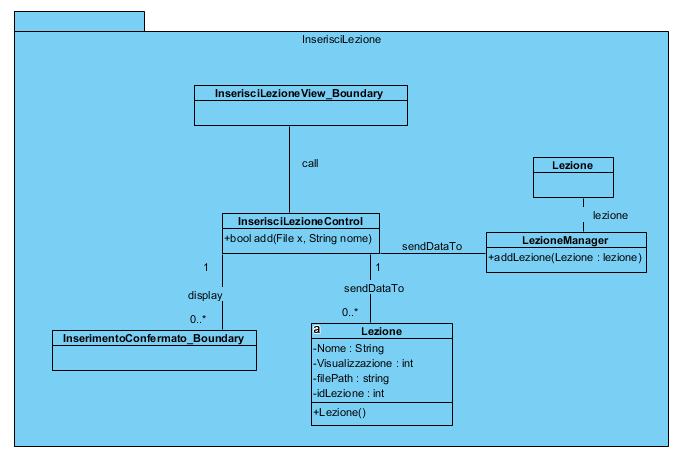 InserisciLezione
InserisciLezioneView_Boundary
call
Lezione
lezione
InserisciLezioneControl
+bool add(File x, String nome)
sendDataTo
LezioneManager
+addLezione(Lezione : lezione)
1
display
0..*
1
sendDataTo
0..*
InserimentoConfermato_Boundary
a
Lezione
-Nome : String
-Visualizzazione : int
-filePath : string
-idLezione : int
+Lezione()